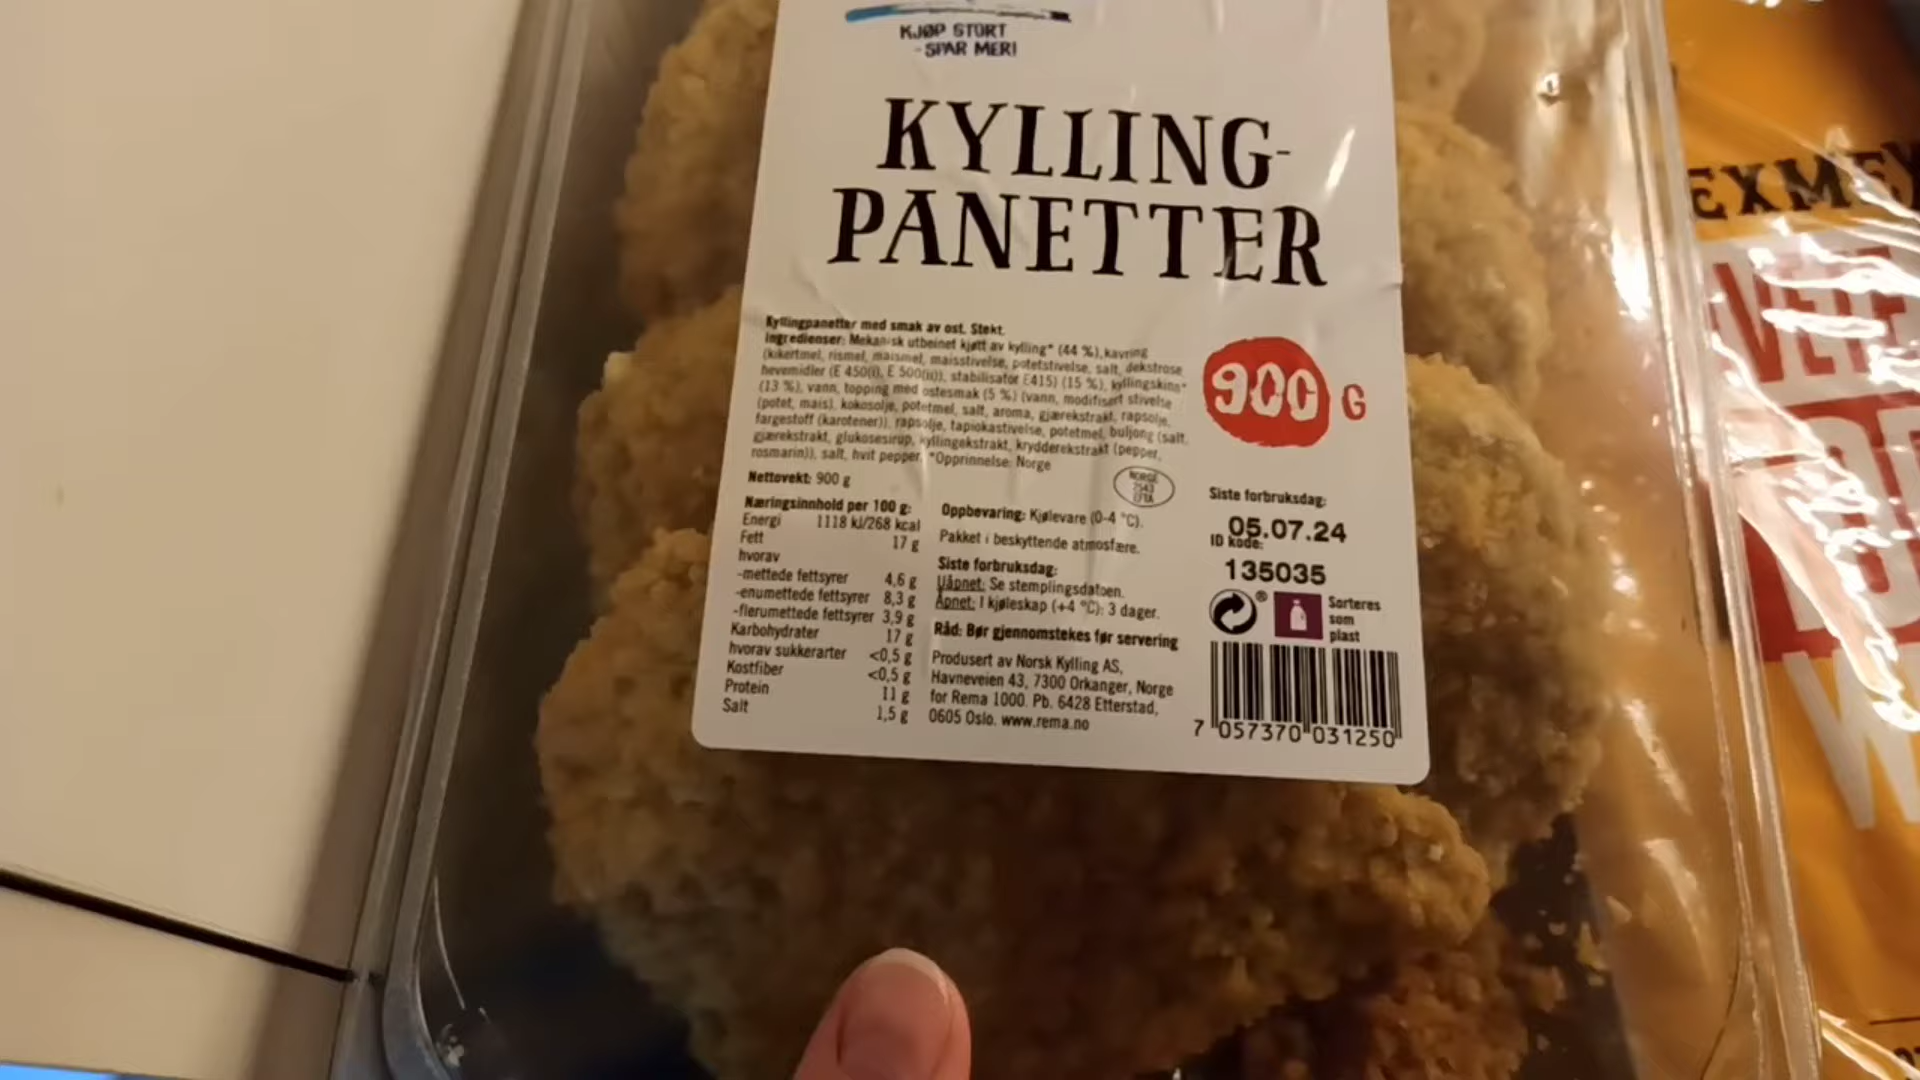 KJØP STORT
- SPAR MER!
KYLLING-
PANETTER
Kyllingpanetter med smak av ost. Stekt.
Ingredienser: Mekanisk utbeinet kjøtt av kylling* (44 %), kavring
(kikertmel, rismel, maismel, maisstivelse, potetstivelse, salt, dekstrose
hevemidler (E 450(i), E 500(ii)), stabilisator E415) (15 %), kyllingskinn*
(13 %), vann, topping med ostesmak (5 %) (vann, modifisert stivelse
(potet, mais), kokosolje, potetmel, salt, aroma, gjærekstrakt, rapsolje,
fargestoff (karotener)), rapsolje, tapiokastivelse, potetmel, buljong (salt,
gjærekstrakt, glukosesirup, kyllingekstrakt, krydderekstrakt (pepper,
rosmarin)), salt, hvit pepper. *Opprinnelse: Norge
900 G
Nettovekt: 900 g
NORGE
2543
EFTA
Næringsinnhold per 100 g:
Energi 1118 kJ/268 kcal
Fett 17 g
hvorav
-mettede fettsyrer 4,6 g
-enumettede fettsyrer 8,3 g
-flerumettede fettsyrer 3,9 g
Karbohydrater 17 g
hvorav sukkerarter <0,5 g
Kostfiber <0,5 g
Protein 11 g
Salt 1,5 g
Oppbevaring: Kjølevare (0-4 °C).
Pakket i beskyttende atmosfære.
Siste forbruksdag:
Uåpnet: Se stemplingsdatoen.
Åpnet: I kjøleskap (+4 °C): 3 dager.
Råd: Bør gjennomstekes før servering
Produsert av Norsk Kylling AS,
Havneveien 43, 7300 Orkanger, Norge
for Rema 1000. Pb. 6428 Etterstad,
0605 Oslo. www.rema.no
Siste forbruksdag:
05.07.24
ID kode:
135035
®
Sorteres
som
plast
7 057370 031250
EXMEX